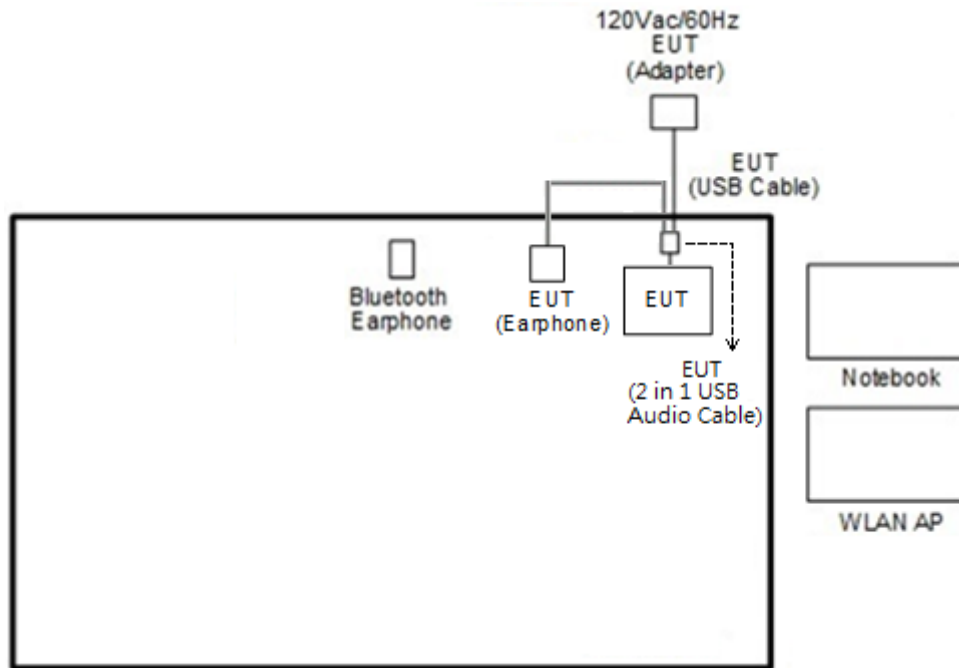 120Vac/60Hz
EUT
(Adapter)
EUT
(USB Cable)
Bluetooth
Earphone
EUT
(Earphone)
EUT
EUT
(2 in 1 USB
Audio Cable)
Notebook
WLAN AP